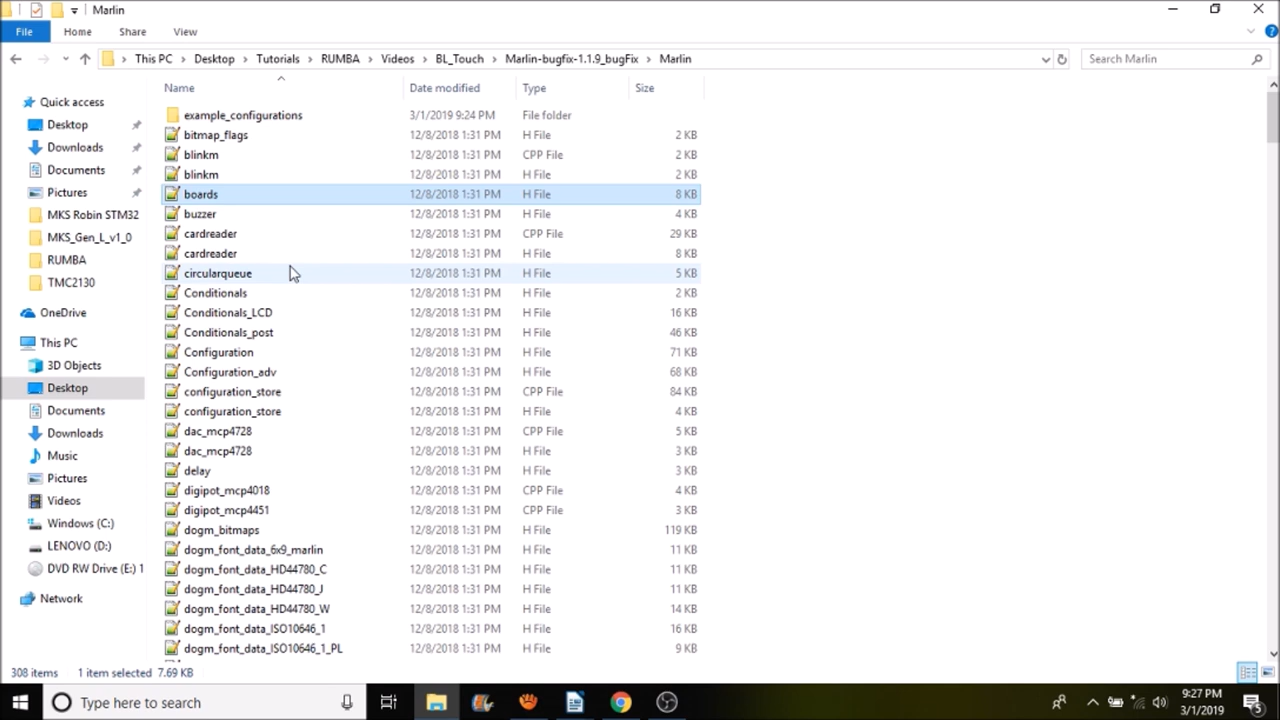 Marlin
File Home Share View
This PC Desktop Tutorials RUMBA Videos BL_Touch Marlin-bugfix-1.1.9_bugFix Marlin Search Marlin
Name Date modified Type Size
Quick access
Desktop
Downloads
Documents
Pictures
MKS Robin STM32
MKS_Gen_L_v1_0
RUMBA
TMC2130
OneDrive
This PC
3D Objects
Desktop
Documents
Downloads
Music
Pictures
Videos
Windows (C:)
LENOVO (D:)
DVD RW Drive (E:) 1
Network
example_configurations 3/1/2019 9:24 PM File folder
bitmap_flags 12/8/2018 1:31 PM H File 2 KB
blinkm 12/8/2018 1:31 PM CPP File 2 KB
blinkm 12/8/2018 1:31 PM H File 2 KB
boards 12/8/2018 1:31 PM H File 8 KB
buzzer 12/8/2018 1:31 PM H File 4 KB
cardreader 12/8/2018 1:31 PM CPP File 29 KB
cardreader 12/8/2018 1:31 PM H File 8 KB
circularqueue 12/8/2018 1:31 PM H File 5 KB
Conditionals 12/8/2018 1:31 PM H File 2 KB
Conditionals_LCD 12/8/2018 1:31 PM H File 16 KB
Conditionals_post 12/8/2018 1:31 PM H File 46 KB
Configuration 12/8/2018 1:31 PM H File 71 KB
Configuration_adv 12/8/2018 1:31 PM H File 68 KB
configuration_store 12/8/2018 1:31 PM CPP File 84 KB
configuration_store 12/8/2018 1:31 PM H File 4 KB
dac_mcp4728 12/8/2018 1:31 PM CPP File 5 KB
dac_mcp4728 12/8/2018 1:31 PM H File 3 KB
delay 12/8/2018 1:31 PM H File 3 KB
digipot_mcp4018 12/8/2018 1:31 PM CPP File 4 KB
digipot_mcp4451 12/8/2018 1:31 PM CPP File 3 KB
dogm_bitmaps 12/8/2018 1:31 PM H File 119 KB
dogm_font_data_6x9_marlin 12/8/2018 1:31 PM H File 11 KB
dogm_font_data_HD44780_C 12/8/2018 1:31 PM H File 11 KB
dogm_font_data_HD44780_J 12/8/2018 1:31 PM H File 11 KB
dogm_font_data_HD44780_W 12/8/2018 1:31 PM H File 14 KB
dogm_font_data_ISO10646_1 12/8/2018 1:31 PM H File 16 KB
dogm_font_data_ISO10646_1_PL 12/8/2018 1:31 PM H File 9 KB
308 items 1 item selected 7.69 KB
Type here to search
9:27 PM
3/1/2019
5